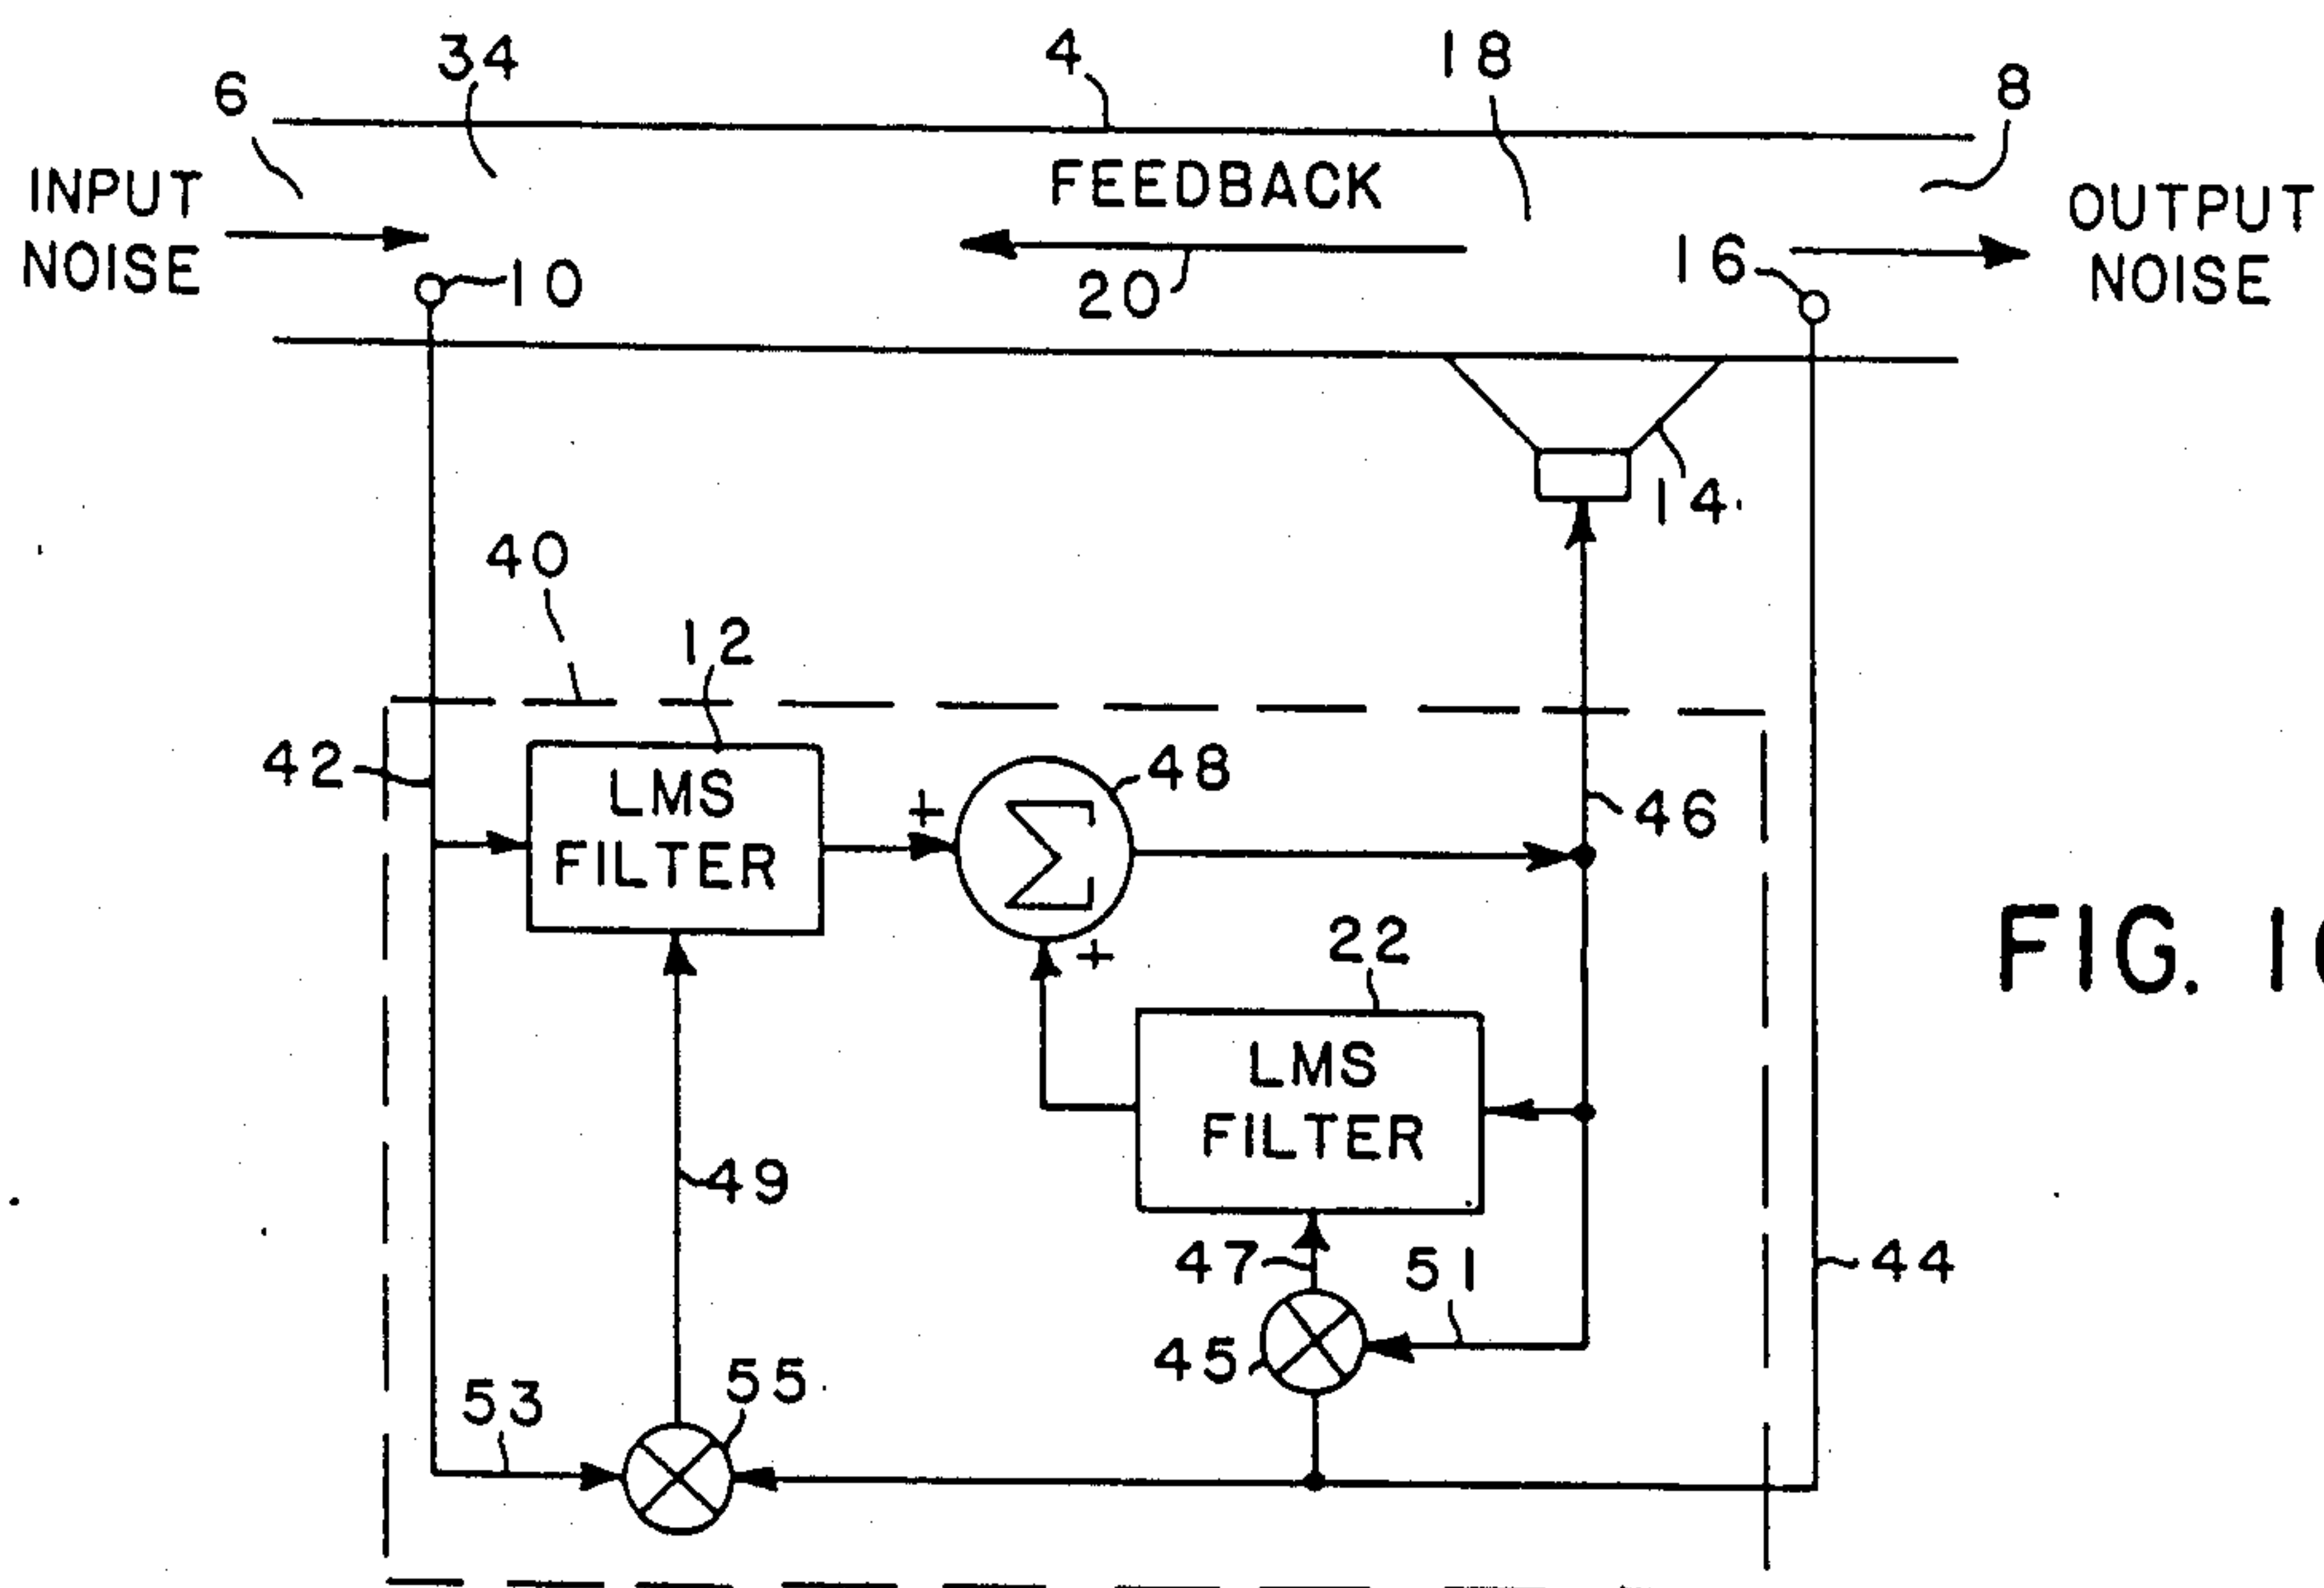 34
4
18
6
8
INPUT
NOISE
FEEDBACK
OUTPUT
NOISE
10
20
16
14
40
12
42
LMS
FILTER
+
Σ
48
46
+
22
LMS
FILTER
49
47
51
45
44
53
55
FIG.